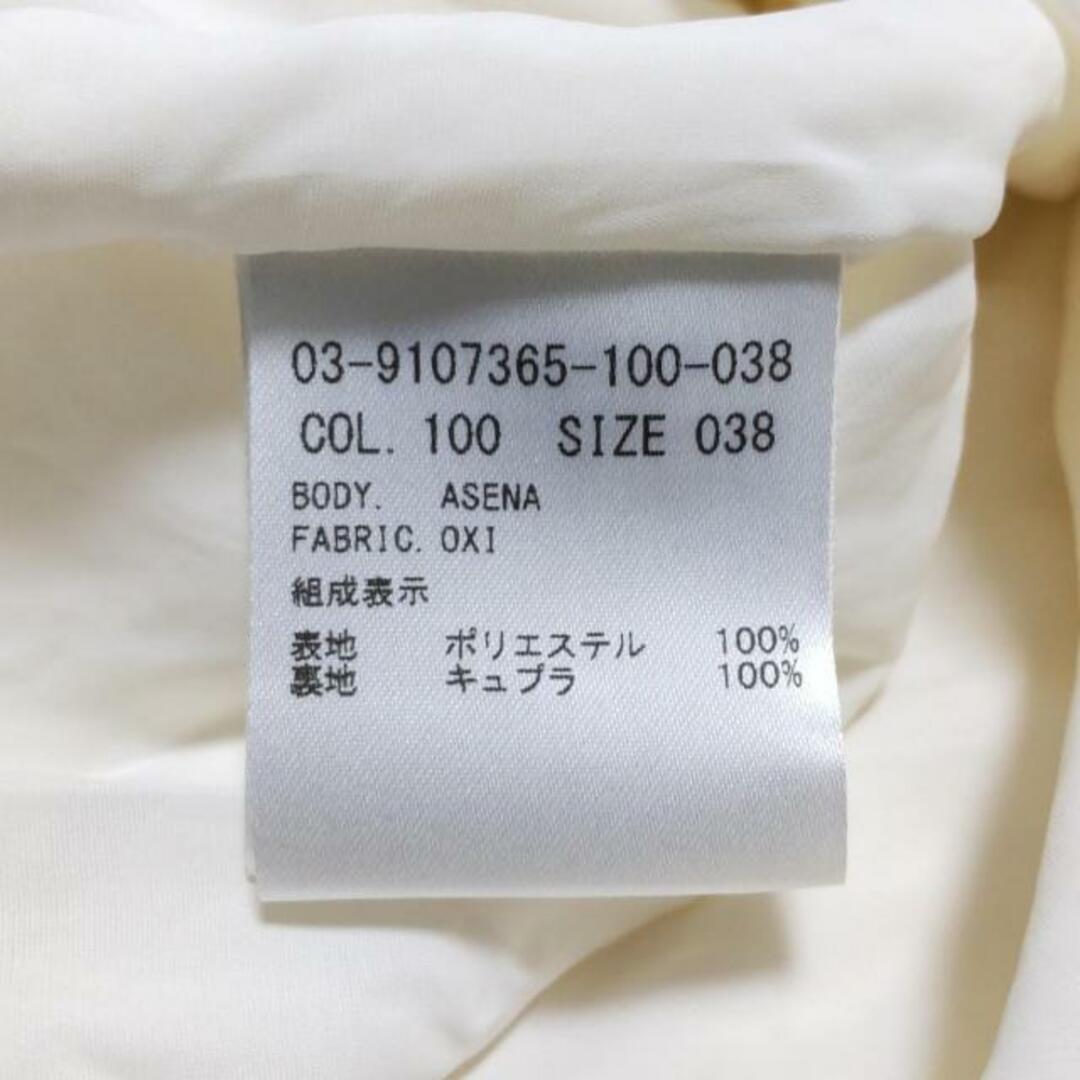 03-9107365-100-038
COL. 100 SIZE 038
BODY. ASENA
FABRIC. OXI
組成表示
表地 ポリエステル 100%
裏地 キュプラ 100%